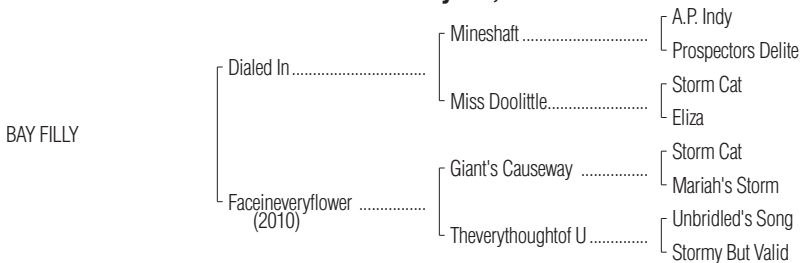 A.P. Indy
Mineshaft
Prospectors Delite
Dialed In
Storm Cat
Miss Doolittle
Eliza
BAY FILLY
Storm Cat
Giant's Causeway
Mariah's Storm
Faceineveryflower
(2010)
Unbridled's Song
Theverythoughtof U
Stormy But Valid